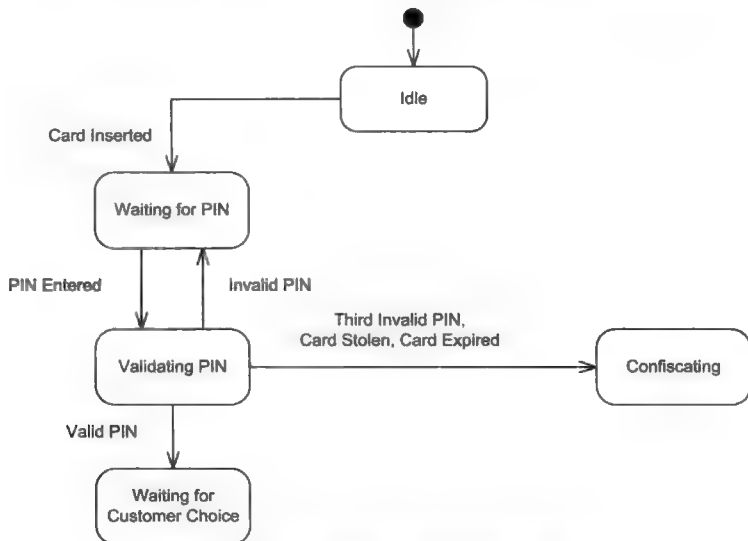 Idle
Card Inserted
Waiting for PIN
PIN Entered
Invalid PIN
Third Invalid PIN,
Card Stolen, Card Expired
Validating PIN
Confiscating
Valid PIN
Waiting for
Customer Choice